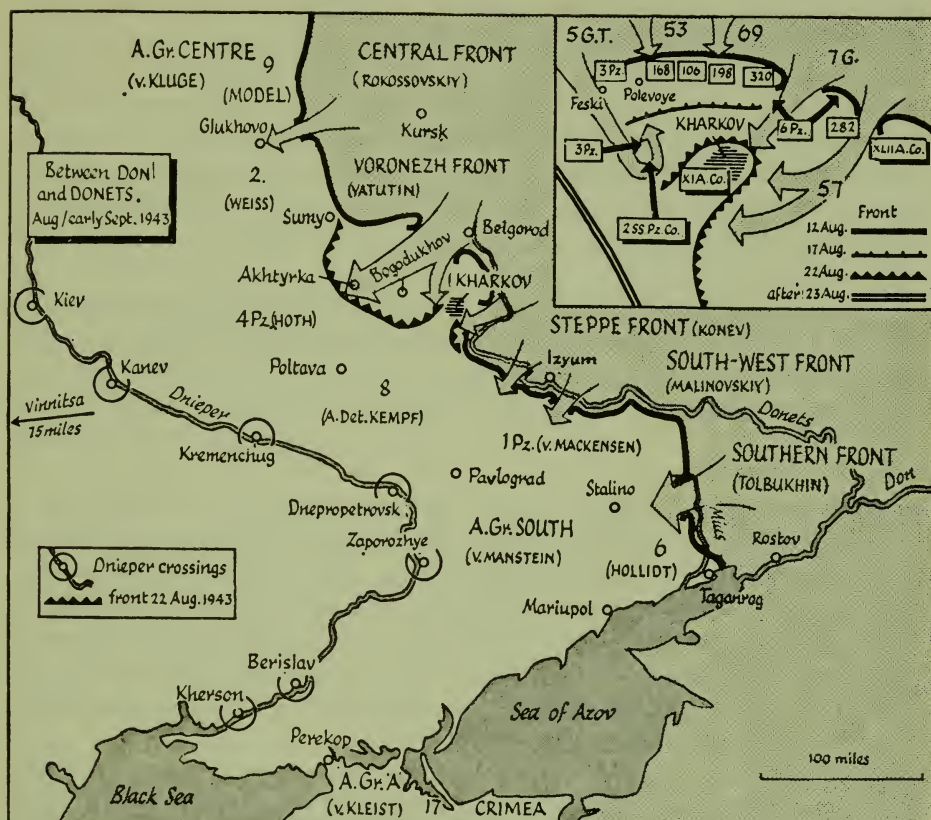 A.Gr. CENTRE
(v. KLUGE)
9
(MODEL)
Glukhovo
CENTRAL FRONT
(ROKOSSOVSKIY)
Kursk
Between DON
and DONETS.
Aug/early Sept. 1943
2.
(WEISS)
VORONEZH FRONT
(VATUTIN)
Sumy
Belgorod
Akhtyrka
Bogodukhov
KHARKOV
4 Pz. (HOTH)
Kiev
STEPPE FRONT (KONEV)
Poltava
Izyum
SOUTH-WEST FRONT
(MALINOVSKIY)
Kanev
8
(A. Det. KEMPF)
Vinnitsa
75 miles
Dnieper
Donets
Kremenchug
1 Pz. (v. MACKENSEN)
SOUTHERN FRONT
(TOLBUKHIN)
Don
Pavlograd
Stalino
Dnepropetrovsk
A.Gr. SOUTH
(v. MANSTEIN)
Mius
Rostov
Zaporozhye
6
(HOLLIDT)
Taganrog
Mariupol
Dnieper crossings
front 22 Aug. 1943
Berislav
Kherson
Sea of Azov
Perekop
100 miles
Black Sea
A.Gr. 'A'
(v. KLEIST)
17
CRIMEA
5 G.T.
53
69
7 G.
3 Pz.
168
106
198
320
Feski
Polevoye
KHARKOV
6 Pz.
282
XLII A. Co.
3 Pz.
XI A. Co.
57
2 SS Pz Co.
Front
12 Aug.
17 Aug.
22 Aug.
after: 23 Aug.